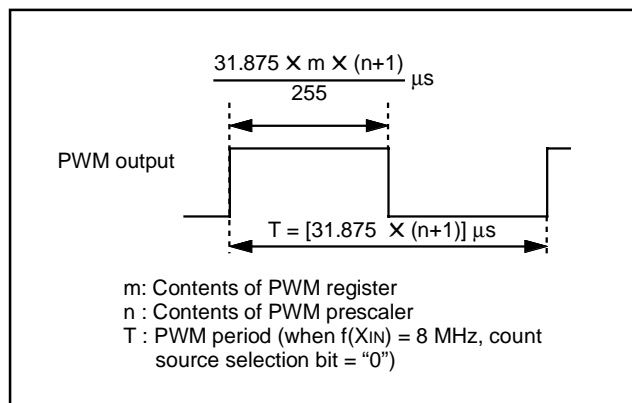 31.875 × m × (n+1)
255
μs
PWM output
T = [31.875 × (n+1)] μs
m: Contents of PWM register
n : Contents of PWM prescaler
T : PWM period (when f(XIN) = 8 MHz, count
source selection bit = “0”)